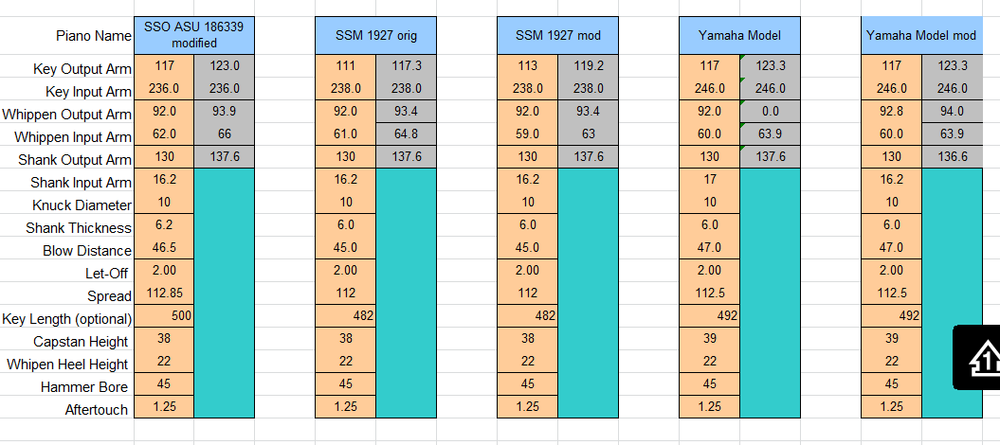 Piano Name SSO ASU 186339 modified SSM 1927 orig SSM 1927 mod Yamaha Model Yamaha Model mod
Key Output Arm 117 123.0 111 117.3 113 119.2 117 123.3 117 123.3
Key Input Arm 236.0 236.0 238.0 238.0 238.0 238.0 246.0 246.0 246.0 246.0
Whippen Output Arm 92.0 93.9 92.0 93.4 92.0 93.4 92.0 0.0 92.8 94.0
Whippen Input Arm 62.0 66 61.0 64.8 59.0 63 60.0 63.9 60.0 63.9
Shank Output Arm 130 137.6 130 137.6 130 137.6 130 137.6 130 136.6
Shank Input Arm 16.2 16.2 16.2 17 16.2
Knuck Diameter 10 10 10 10 10
Shank Thickness 6.2 6.0 6.0 6.0 6.0
Blow Distance 46.5 45.0 45.0 47.0 47.0
Let-Off 2.00 2.00 2.00 2.00 2.00
Spread 112.85 112 112 112.5 112.5
Key Length (optional) 500 482 482 492 492
Capstan Height 38 38 38 39 39
Whipen Heel Height 22 22 22 22 22
Hammer Bore 45 45 45 45 45
Aftertouch 1.25 1.25 1.25 1.25 1.25
1